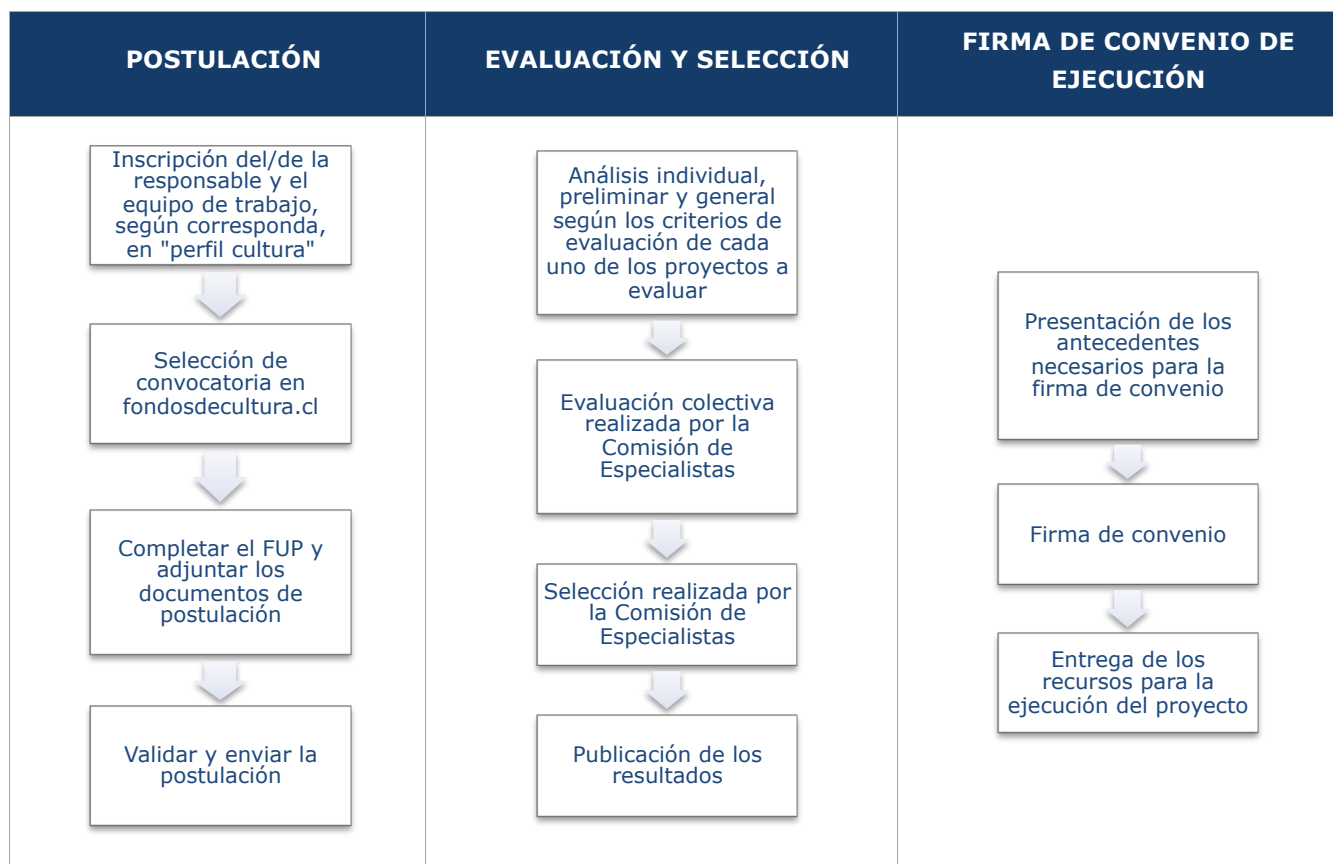 POSTULACIÓN
Inscripción del/de la
responsable y el
equipo de trabajo,
según corresponda,
en "perfil cultura"
Selección de
convocatoria en
fondosdecultura.cl
Completar el FUP y
adjuntar los
documentos de
postulación
Validar y enviar la
postulación
EVALUACIÓN Y SELECCIÓN
Análisis individual,
preliminar y general
según los criterios de
evaluación de cada
uno de los proyectos a
evaluar
Evaluación colectiva
realizada por la
Comisión de
Especialistas
Selección realizada por
la Comisión de
Especialistas
Publicación de los
resultados
FIRMA DE CONVENIO DE
EJECUCIÓN
Presentación de los
antecedentes
necesarios para la
firma de convenio
Firma de convenio
Entrega de los
recursos para la
ejecución del proyecto